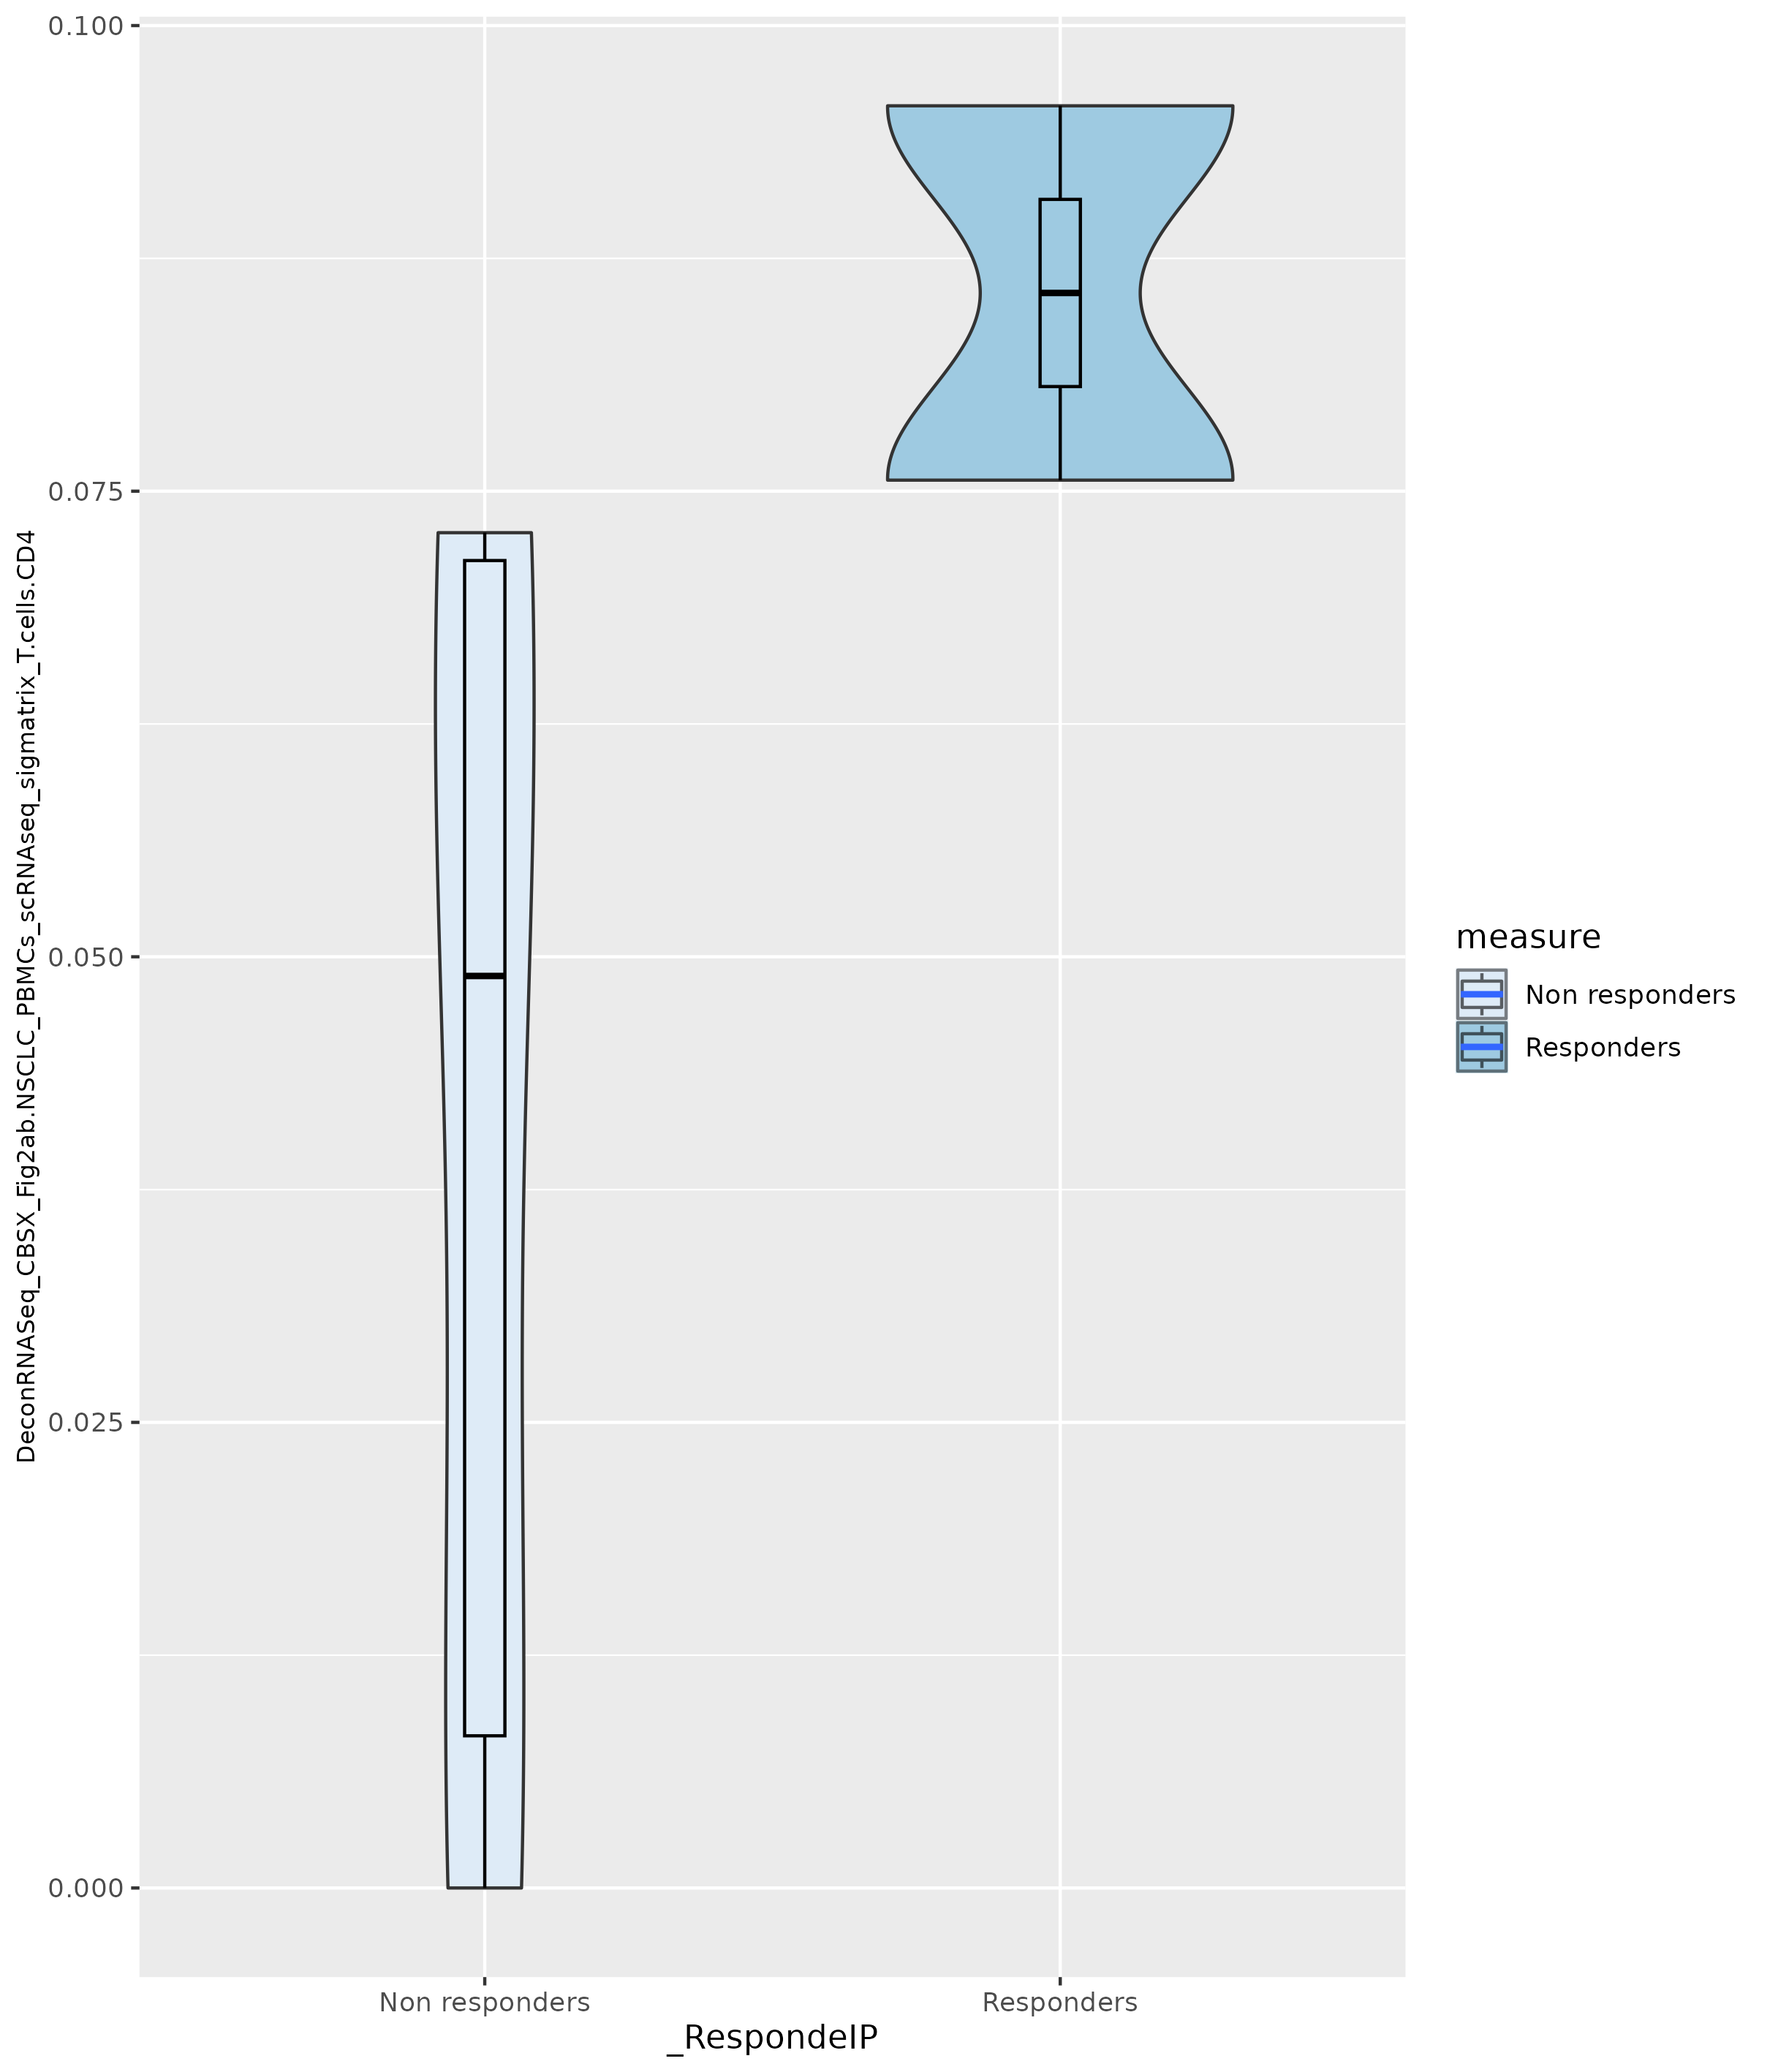 DeconRNASeq_CBSX_Fig2ab.NSCLC_PBMCs_scRNAseq_sigmatrix_T.cells.CD4
0.100
0.075
0.050
0.025
0.000
Non responders
Responders
_RespondeIP
measure
Non responders
Responders